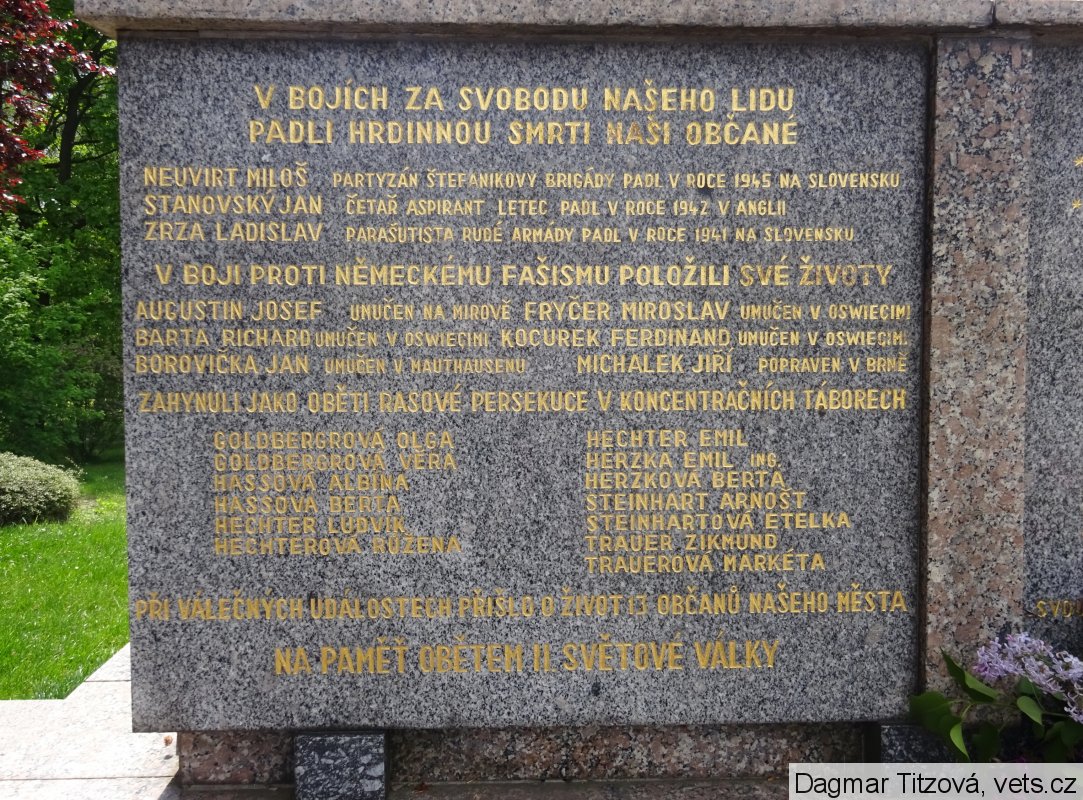 V BOJÍCH ZA SVOBODU NAŠEHO LIDU
PADLI HRDINNOU SMRTI NAŠI OBČANÉ
NEUVIRT MILOŠ PARTYZÁN ŠTEFANIKOVY BRIGÁDY PADL V ROCE 1945 NA SLOVENSKU
STANOVSKÝ JAN ČETAŘ ASPIRANT LETEC PADL V ROCE 1942 V ANGLII
ZRZA LADISLAV PARAŠUTISTA RUDÉ ARMÁDY PADL V ROCE 1941 NA SLOVENSKU
V BOJI PROTI NĚMECKÉMU FAŠISMU POLOŽILI SVÉ ŽIVOTY
AUGUSTIN JOSEF UMUČEN NA MIROVĚ FRYČER MIROSLAV UMUČEN V OSWIECIMI
BARTA RICHARD UMUČEN V OSWIECIMI KOCUREK FERDINAND UMUČEN V OSWIECIM.
BOROVIČKA JAN UMUČEN V MAUTHAUSENU MICHALEK JIŘÍ POPRAVEN V BRNĚ
ZAHYNULI JAKO OBĚTI RASOVÉ PERSEKUCE V KONCENTRAČNÍCH TÁBORECH
GOLDBERGROVÁ OLGA
GOLDBERGROVÁ VĚRA
HASSOVÁ ALBÍNA
HASSOVÁ BERTA
HECHTER LUDVÍK
HECHTEROVÁ RŮŽENA
HECHTER EMIL
HERZKA EMIL ING.
HERZKOVÁ BERTA
STEINHART ARNOŠT
STEINHARTOVÁ ETELKA
TRAUER ZIKMUND
TRAUEROVÁ MARKÉTA
PŘI VÁLEČNÝCH UDÁLOSTECH PŘIŠLO O ŽIVOT 13 OBČANŮ NAŠEHO MĚSTA
NA PAMĚŤ OBĚTEM II. SVĚTOVÉ VÁLKY
Dagmar Titzová, vets.cz